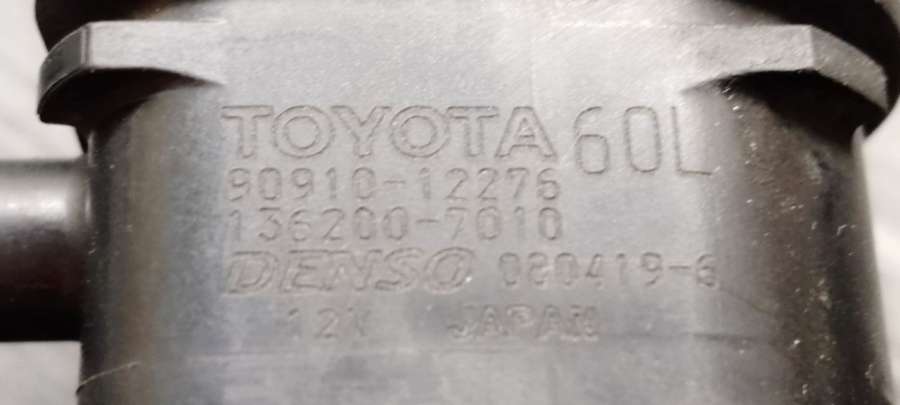 TOYOTA 60L
90910-12276
136200-7010
DENSO 080419-6
12V JAPAN